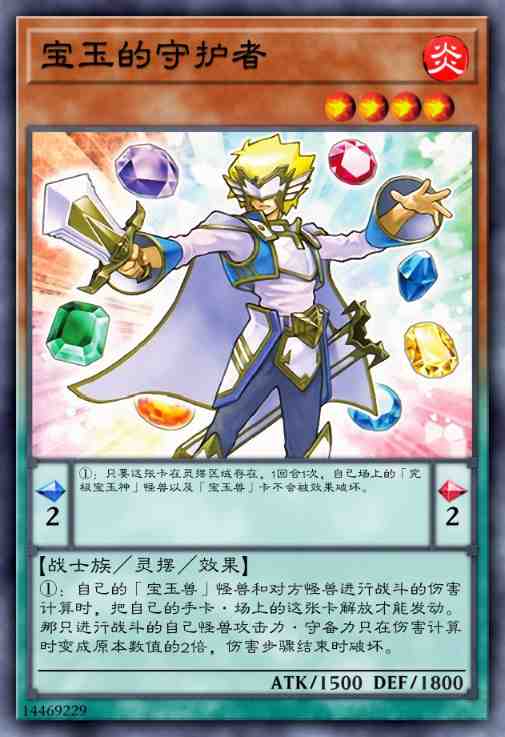 宝玉的守护者
炎
①：只要这张卡在灵摆区域存在，1回合1次，自己场上的「究
极宝玉神」怪兽以及「宝玉兽」卡不会被效果破坏。
2
2
【战士族／灵摆／效果】
①：自己的「宝玉兽」怪兽和对方怪兽进行战斗的伤害
计算时，把自己的手卡・场上的这张卡解放才能发动。
那只进行战斗的自己怪兽攻击力・守备力只在伤害计算
时变成原本数值的2倍，伤害步骤结束时破坏。
ATK/1500 DEF/1800
14469229